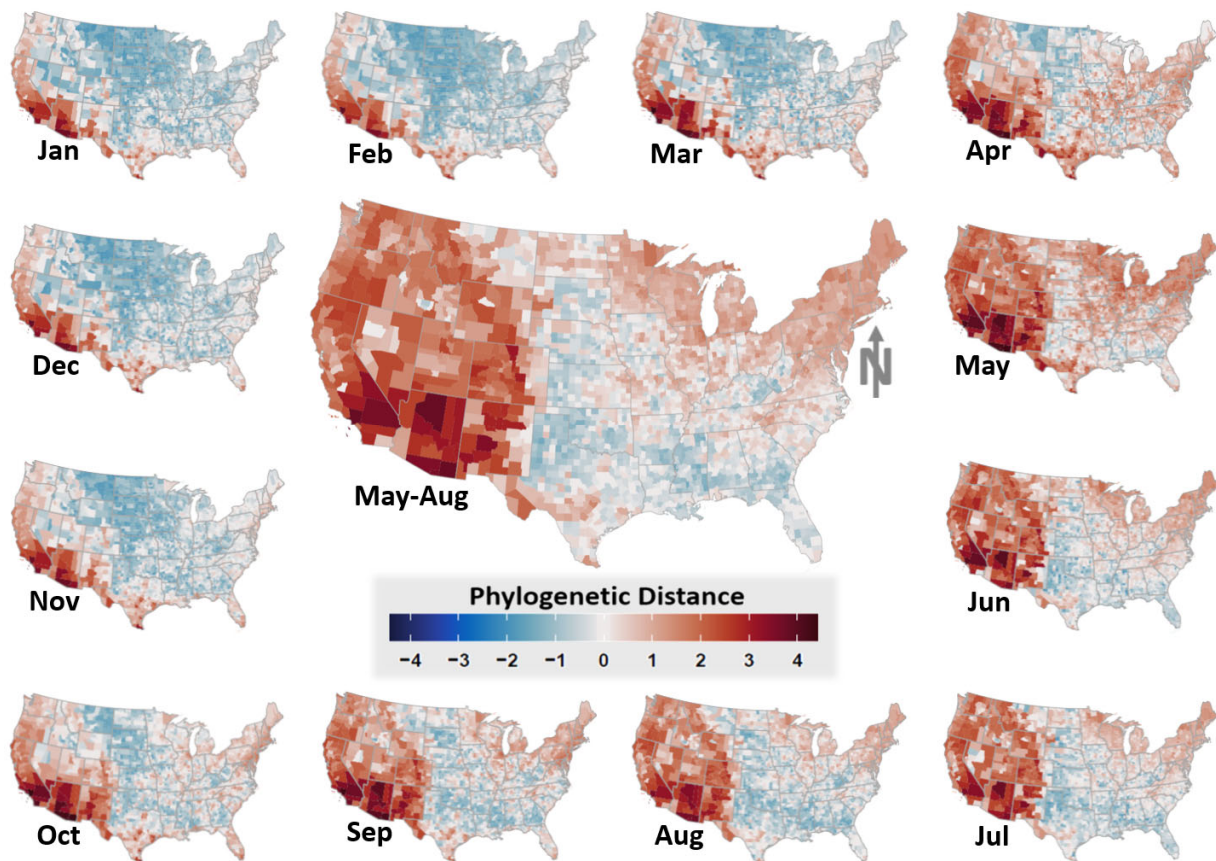 Jan
Feb
Mar
Apr
Dec
May
N
May-Aug
Nov
Jun
Phylogenetic Distance
−4 −3 −2 −1 0 1 2 3 4
Oct
Sep
Aug
Jul